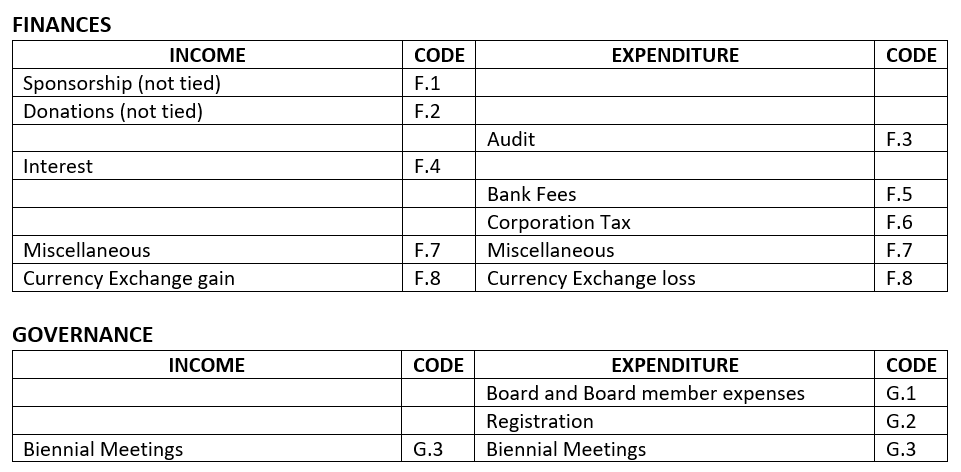 FINANCES
INCOME CODE EXPENDITURE CODE
Sponsorship (not tied) F.1
Donations (not tied) F.2
Audit F.3
Interest F.4
Bank Fees F.5
Corporation Tax F.6
Miscellaneous F.7 Miscellaneous F.7
Currency Exchange gain F.8 Currency Exchange loss F.8
GOVERNANCE
INCOME CODE EXPENDITURE CODE
Board and Board member expenses G.1
Registration G.2
Biennial Meetings G.3 Biennial Meetings G.3